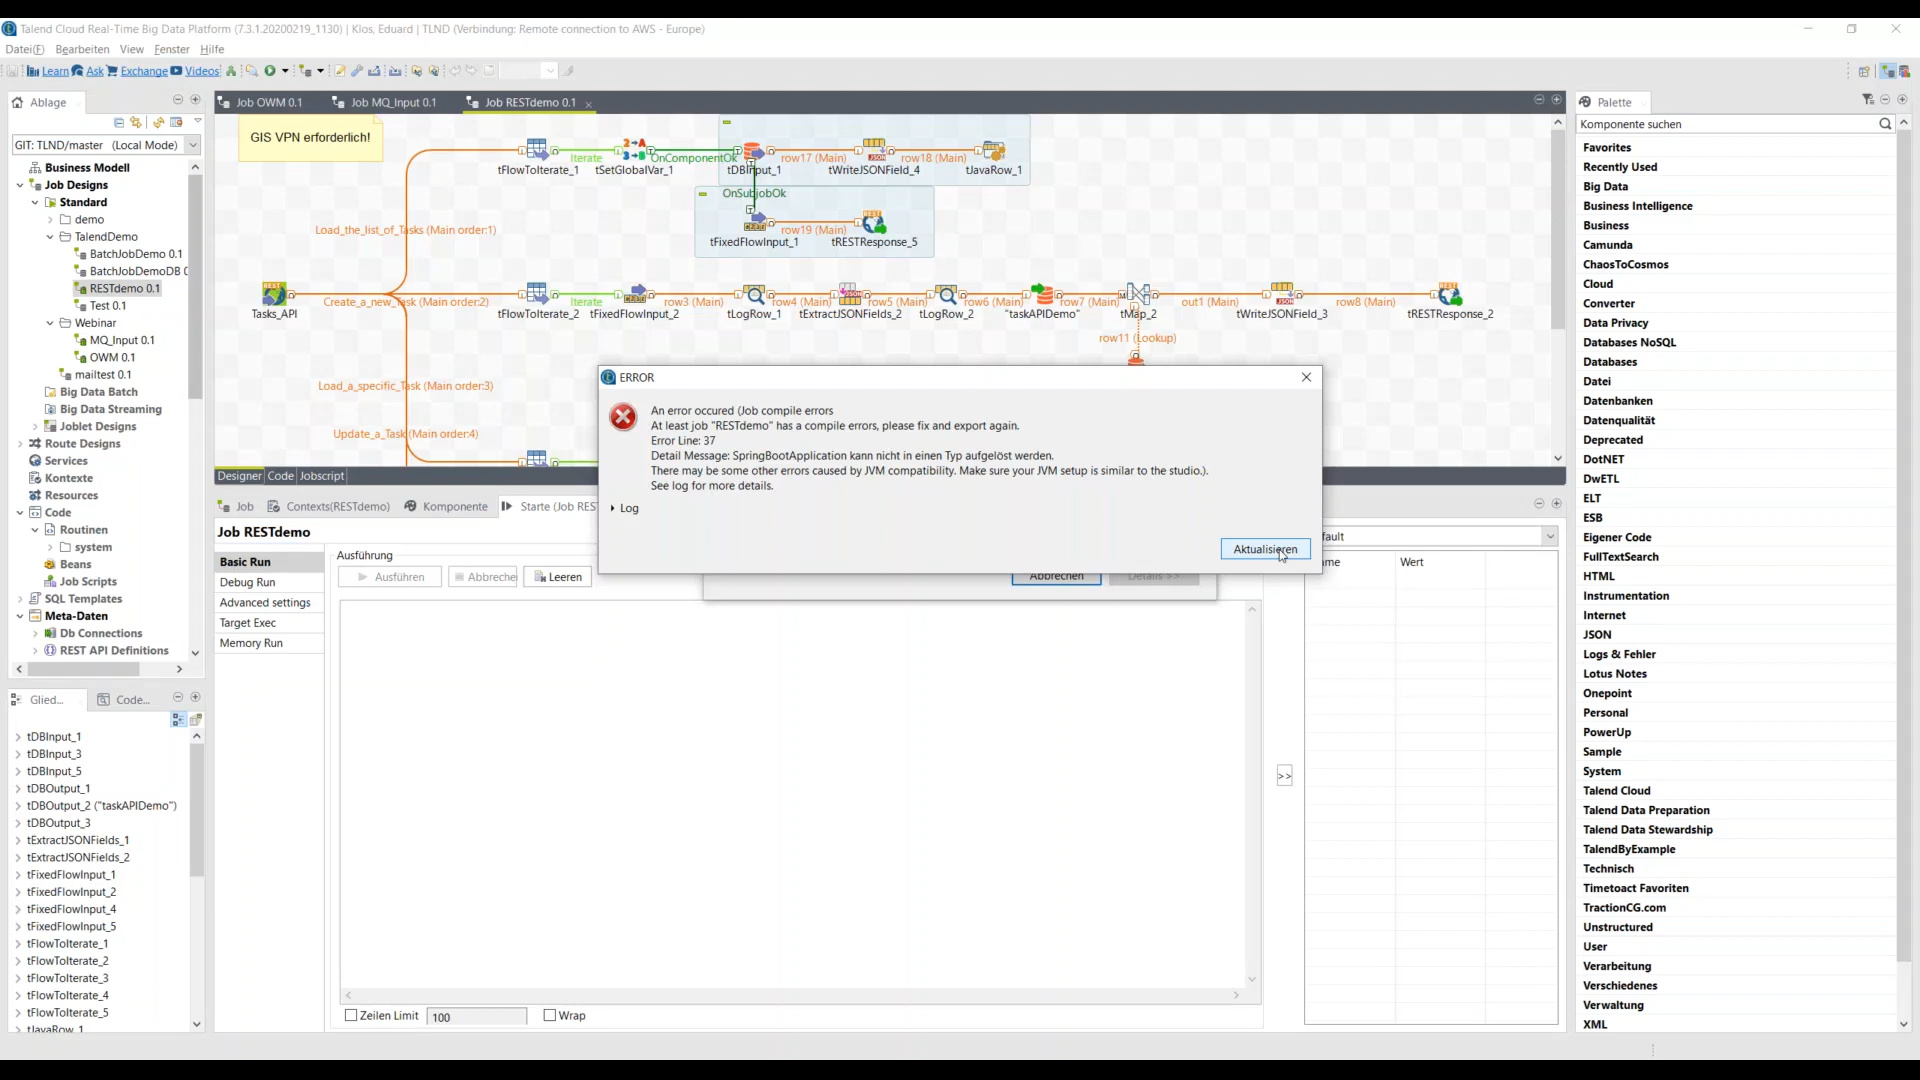 Talend Cloud Real-Time Big Data Platform (7.3.1.20200219_1130) | Klos, Eduard | TLND (Verbindung: Remote connection to AWS - Europe)
Datei(F) Bearbeiten View Fenster Hilfe
Learn Ask Exchange Videos
Ablage
GIT: TLND/master (Local Mode)
Business Modell
Job Designs
Standard
demo
TalendDemo
BatchJobDemo 0.1
BatchJobDemoDB
RESTdemo 0.1
Test 0.1
Webinar
MQ_Input 0.1
OWM 0.1
mailtest 0.1
Big Data Batch
Big Data Streaming
Joblet Designs
Route Designs
Services
Kontexte
Resources
Code
Routinen
system
Beans
Job Scripts
SQL Templates
Meta-Daten
Db Connections
REST API Definitions
Glied...
Code...
tDBInput_1
tDBInput_3
tDBInput_5
tDBOutput_1
tDBOutput_2 ("taskAPIDemo")
tDBOutput_3
tExtractJSONFields_1
tExtractJSONFields_2
tFixedFlowInput_1
tFixedFlowInput_2
tFixedFlowInput_4
tFixedFlowInput_5
tFlowToIterate_1
tFlowToIterate_2
tFlowToIterate_3
tFlowToIterate_4
tFlowToIterate_5
tJavaRow_1
Job OWM 0.1
Job MQ_Input 0.1
Job RESTdemo 0.1
GIS VPN erforderlich!
Iterate
OnComponentOk
row17 (Main)
row18 (Main)
tFlowToIterate_1
tSetGlobalVar_1
tDBInput_1
tWriteJSONField_4
tJavaRow_1
OnSubjobOk
row19 (Main)
tFixedFlowInput_1
tRESTResponse_5
Load_the_list_of_Tasks (Main order:1)
Create_a_new_Task (Main order:2)
Iterate
row3 (Main)
row4 (Main)
row5 (Main)
row6 (Main)
row7 (Main)
out1 (Main)
row8 (Main)
Tasks_API
tFlowToIterate_2
tFixedFlowInput_2
tLogRow_1
tExtractJSONFields_2
tLogRow_2
"taskAPIDemo"
tMap_2
tWriteJSONField_3
tRESTResponse_2
row11 (Lookup)
Load_a_specific_Task (Main order:3)
Update_a_Task (Main order:4)
Designer Code Jobscript
ERROR
An error occured (Job compile errors
At least job "RESTdemo" has a compile errors, please fix and export again.
Error Line: 37
Detail Message: SpringBootApplication kann nicht in einen Typ aufgelöst werden.
There may be some other errors caused by JVM compatibility. Make sure your JVM setup is similar to the studio.).
See log for more details.
Log
Aktualisieren
Abbrechen
Details >>
Job
Contexts(RESTdemo)
Komponente
Starte (Job RES
Job RESTdemo
Basic Run
Debug Run
Advanced settings
Target Exec
Memory Run
Ausführung
Ausführen
Abbreche
Leeren
Wert
>>
Zeilen Limit
100
Wrap
Palette
Komponente suchen
Favorites
Recently Used
Big Data
Business Intelligence
Business
Camunda
ChaosToCosmos
Cloud
Converter
Data Privacy
Databases NoSQL
Databases
Datei
Datenbanken
Datenqualität
Deprecated
DotNET
DwETL
ELT
ESB
Eigener Code
FullTextSearch
HTML
Instrumentation
Internet
JSON
Logs & Fehler
Lotus Notes
Onepoint
Personal
PowerUp
Sample
System
Talend Cloud
Talend Data Preparation
Talend Data Stewardship
TalendByExample
Technisch
Timetoact Favoriten
TractionCG.com
Unstructured
User
Verarbeitung
Verschiedenes
Verwaltung
XML